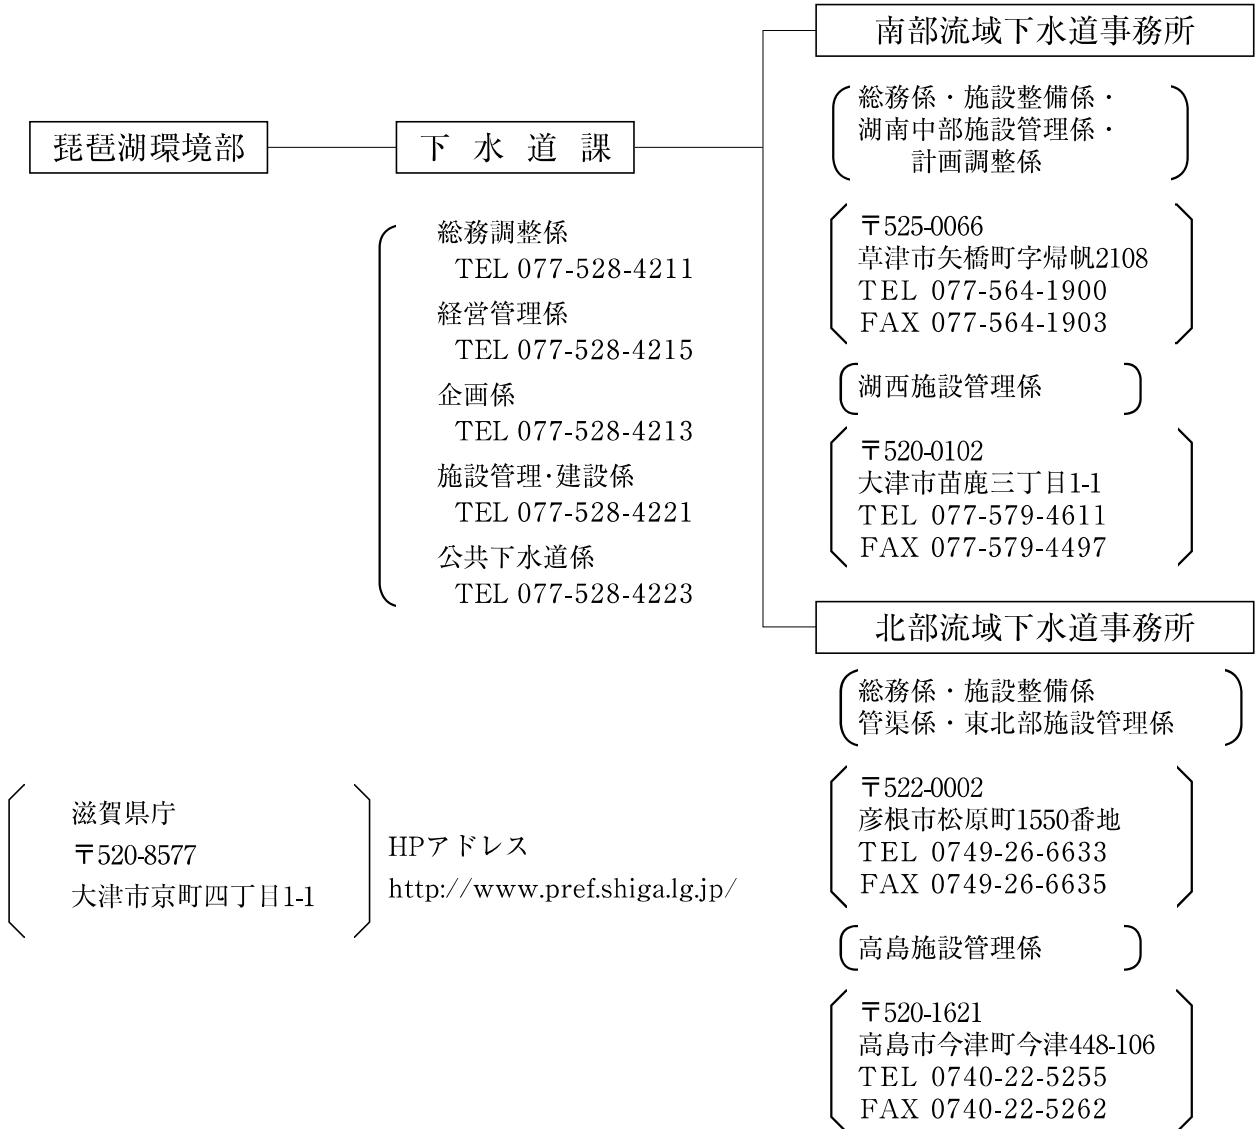 琵琶湖環境部
下水道課
総務調整係
TEL 077-528-4211
経営管理係
TEL 077-528-4215
企画係
TEL 077-528-4213
施設管理・建設係
TEL 077-528-4221
公共下水道係
TEL 077-528-4223
南部流域下水道事務所
総務係・施設整備係・
湖南中部施設管理係・
計画調整係
〒525-0066
草津市矢橋町字帰帆2108
TEL 077-564-1900
FAX 077-564-1903
湖西施設管理係
〒520-0102
大津市苗鹿三丁目1-1
TEL 077-579-4611
FAX 077-579-4497
北部流域下水道事務所
総務係・施設整備係
管渠係・東北部施設管理係
〒522-0002
彦根市松原町1550番地
TEL 0749-26-6633
FAX 0749-26-6635
高島施設管理係
〒520-1621
高島市今津町今津448-106
TEL 0740-22-5255
FAX 0740-22-5262
滋賀県庁
〒520-8577
大津市京町四丁目1-1
HPアドレス
http://www.pref.shiga.lg.jp/